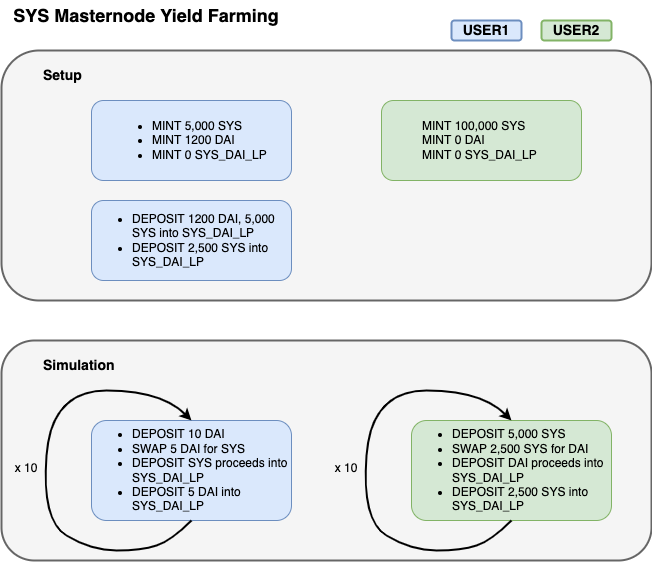 SYS Masternode Yield Farming
USER1
USER2
Setup
• MINT 5,000 SYS
• MINT 1200 DAI
• MINT 0 SYS_DAI_LP
MINT 100,000 SYS
MINT 0 DAI
MINT 0 SYS_DAI_LP
• DEPOSIT 1200 DAI, 5,000
SYS into SYS_DAI_LP
• DEPOSIT 2,500 SYS into
SYS_DAI_LP
Simulation
x 10
• DEPOSIT 10 DAI
• SWAP 5 DAI for SYS
• DEPOSIT SYS proceeds into
SYS_DAI_LP
• DEPOSIT 5 DAI into
SYS_DAI_LP
x 10
• DEPOSIT 5,000 SYS
• SWAP 2,500 SYS for DAI
• DEPOSIT DAI proceeds into
SYS_DAI_LP
• DEPOSIT 2,500 SYS into
SYS_DAI_LP